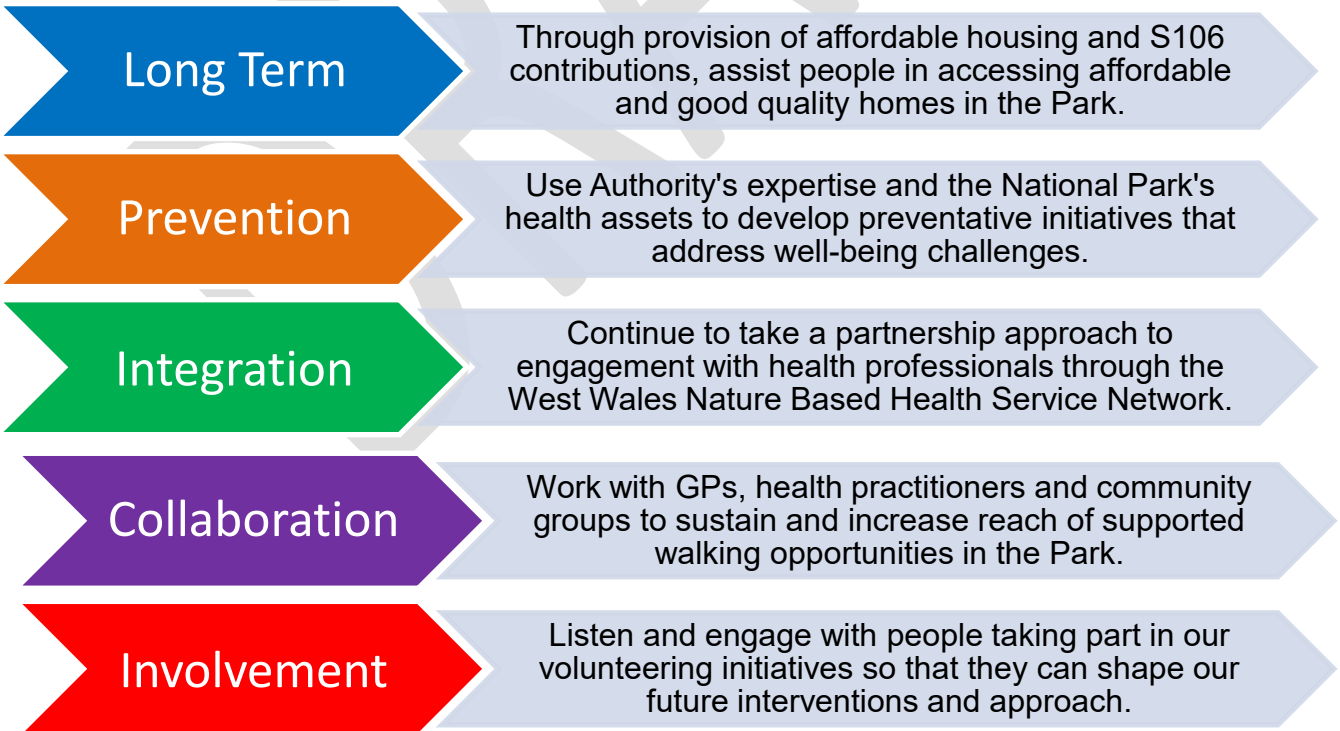 Long Term
Through provision of affordable housing and S106
contributions, assist people in accessing affordable
and good quality homes in the Park.
Prevention
Use Authority's expertise and the National Park's
health assets to develop preventative initiatives that
address well-being challenges.
Integration
Continue to take a partnership approach to
engagement with health professionals through the
West Wales Nature Based Health Service Network.
Collaboration
Work with GPs, health practitioners and community
groups to sustain and increase reach of supported
walking opportunities in the Park.
Involvement
Listen and engage with people taking part in our
volunteering initiatives so that they can shape our
future interventions and approach.